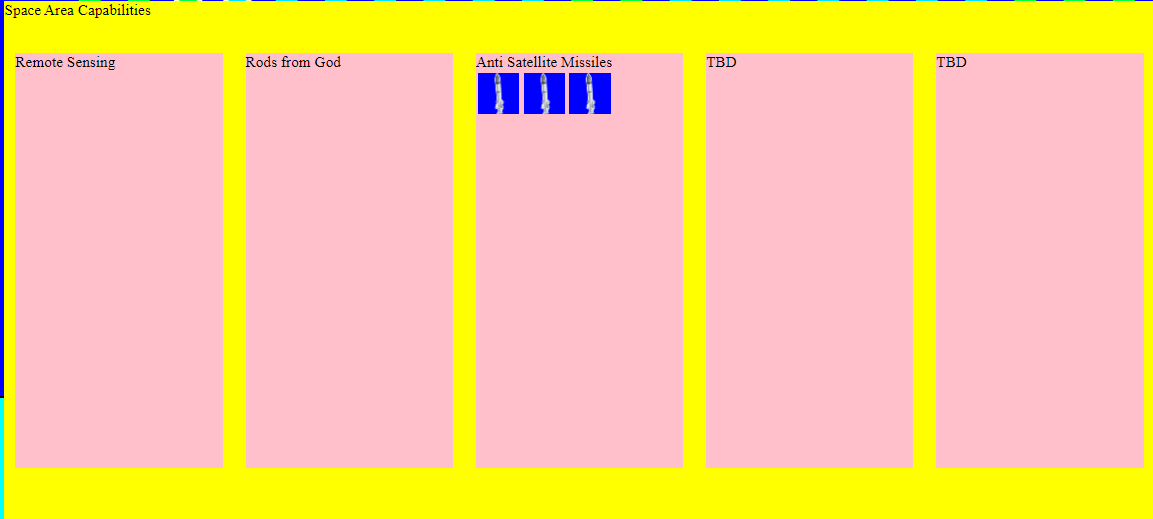 Space Area Capabilities
Remote Sensing
Rods from God
Anti Satellite Missiles
TBD
TBD